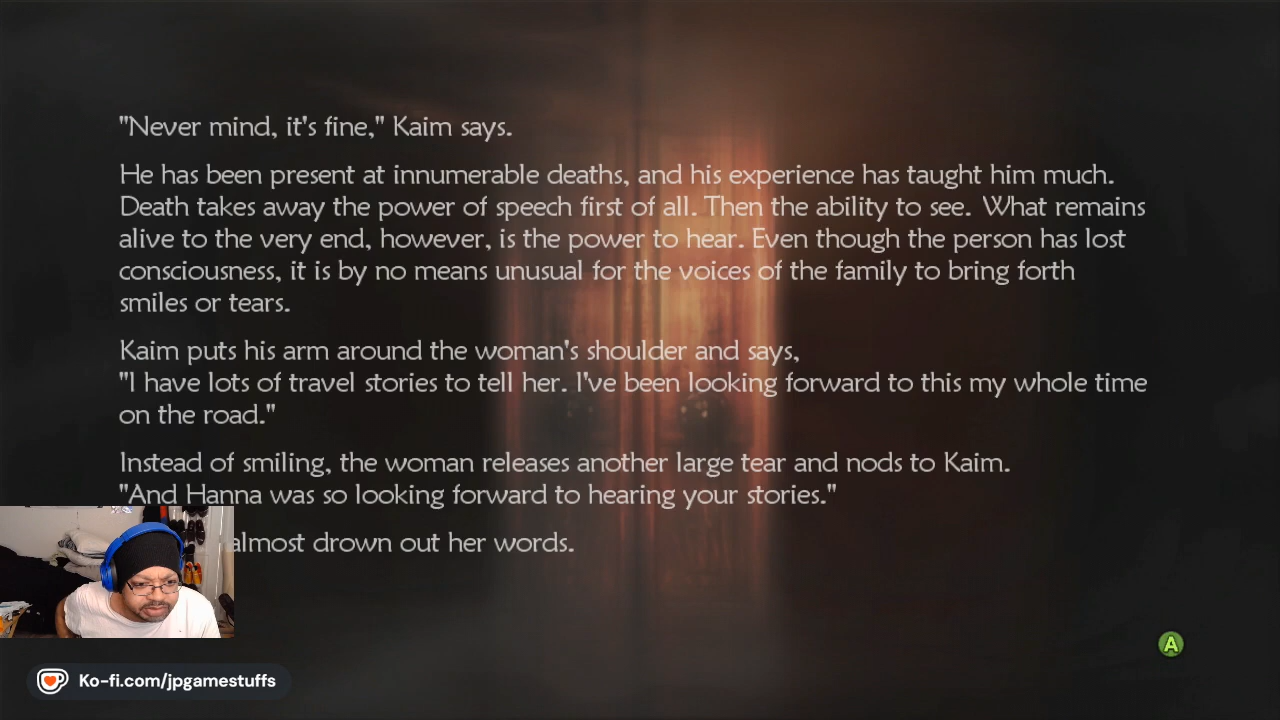 "Never mind, it's fine," Kaim says.
He has been present at innumerable deaths, and his experience has taught him much.
Death takes away the power of speech first of all. Then the ability to see. What remains
alive to the very end, however, is the power to hear. Even though the person has lost
consciousness, it is by no means unusual for the voices of the family to bring forth
smiles or tears.
Kaim puts his arm around the woman's shoulder and says,
"I have lots of travel stories to tell her. I've been looking forward to this my whole time
on the road."
Instead of smiling, the woman releases another large tear and nods to Kaim.
"And Hanna was so looking forward to hearing your stories."
almost drown out her words.
A
Ko-fi.com/jpgamestuffs